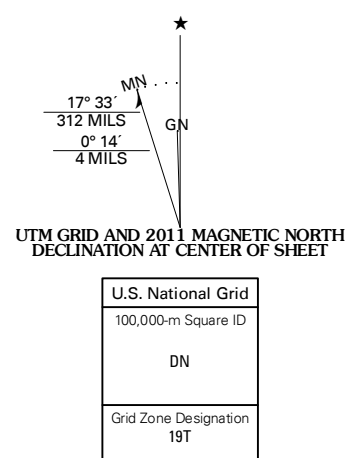 ★
MN
17° 33´
312 MILS
GN
0° 14´
4 MILS
UTM GRID AND 2011 MAGNETIC NORTH
DECLINATION AT CENTER OF SHEET
U.S. National Grid
100,000-m Square ID
DN
Grid Zone Designation
19T